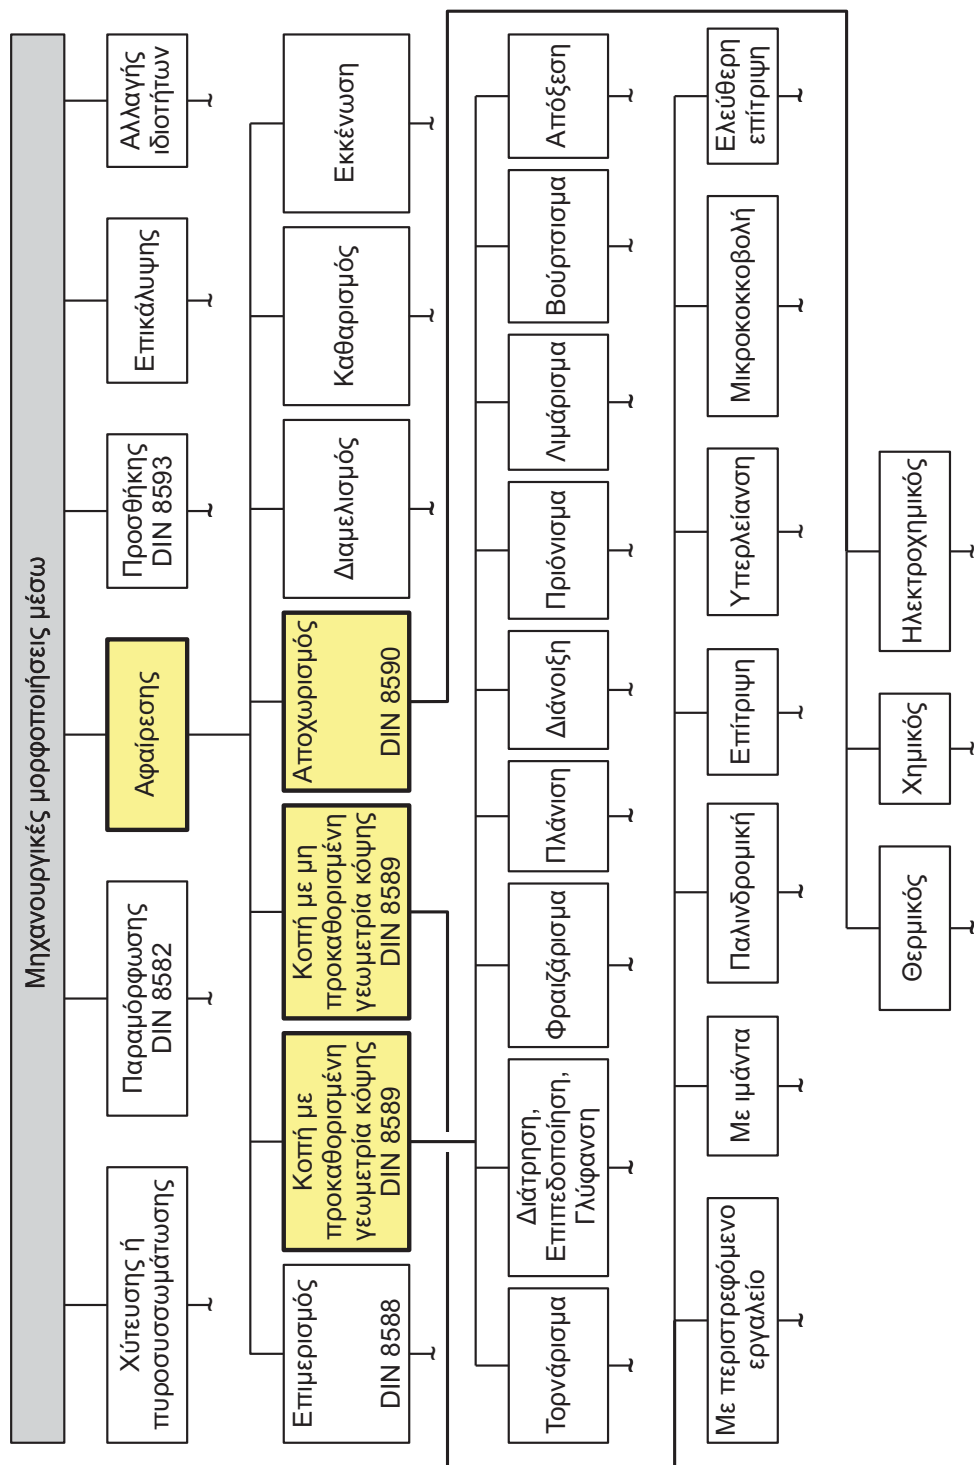 Μηχανουργικές μορφοποιήσεις μέσω
Χύτευσης ή
πυροσυσσωμάτωσης
Παραμόρφωσης
DIN 8582
Αφαίρεσης
Προσθήκης
DIN 8593
Επικάλυψης
Αλλαγής
ιδιοτήτων
Επιμερισμός
DIN 8588
Κοπή με
προκαθορισμένη
γεωμετρία κόψης
DIN 8589
Κοπή με μη
προκαθορισμένη
γεωμετρία κόψης
DIN 8589
Αποχωρισμός
DIN 8590
Διαμελισμός
Καθαρισμός
Εκκένωση
Τορνάρισμα
Διάτρηση,
Επιπεδοποίηση,
Γλύφανση
Φραιζάρισμα
Πλάνιση
Διάνοιξη
Πριόνισμα
Λιμάρισμα
Βούρτσισμα
Απόξεση
Με περιστρεφόμενο
εργαλείο
Με ιμάντα
Παλινδρομική
Επίτριψη
Υπερλείανση
Μικροκοκκοβολή
Ελεύθερη
επίτριψη
Θερμικός
Χημικός
Ηλεκτροχημικός